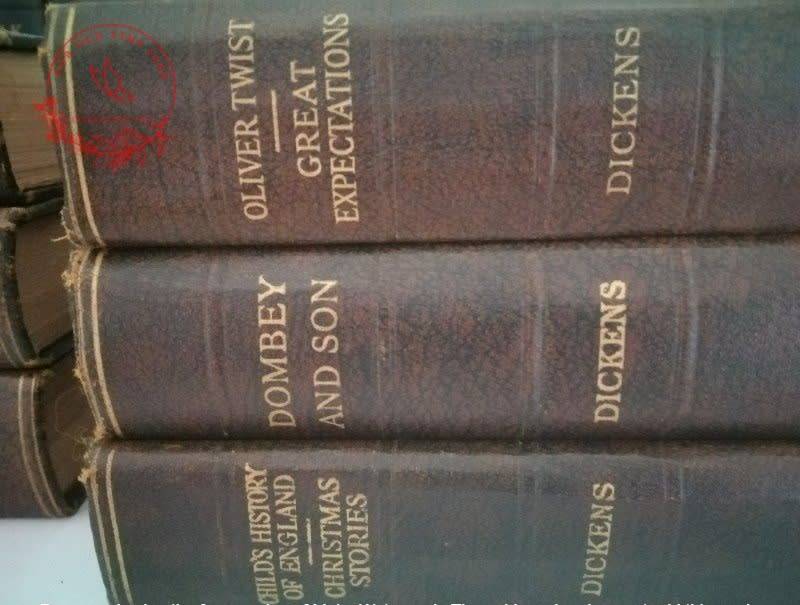 OLIVER TWIST
GREAT
EXPECTATIONS
DICKENS
DOMBEY
AND SON
DICKENS
CHILD'S HISTORY
OF ENGLAND
CHRISTMAS
STORIES
DICKENS